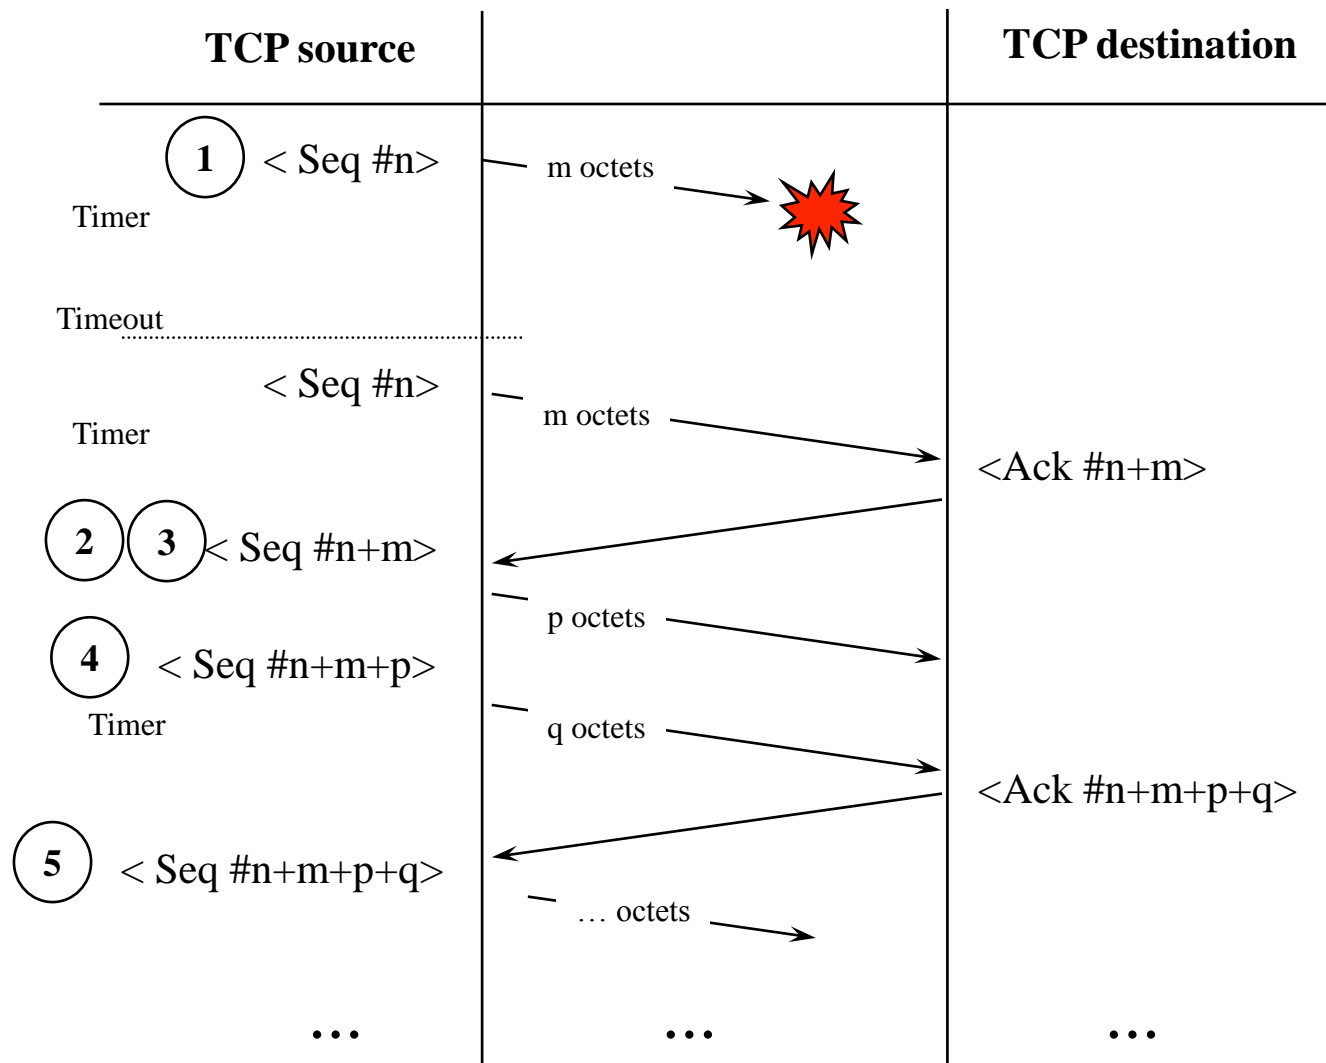 TCP source
TCP destination
1 < Seq #n>
m octets
Timer
Timeout
< Seq #n>
m octets
Timer
<Ack #n+m>
2 3 < Seq #n+m>
p octets
4 < Seq #n+m+p>
Timer
q octets
<Ack #n+m+p+q>
5 < Seq #n+m+p+q>
… octets
… … …